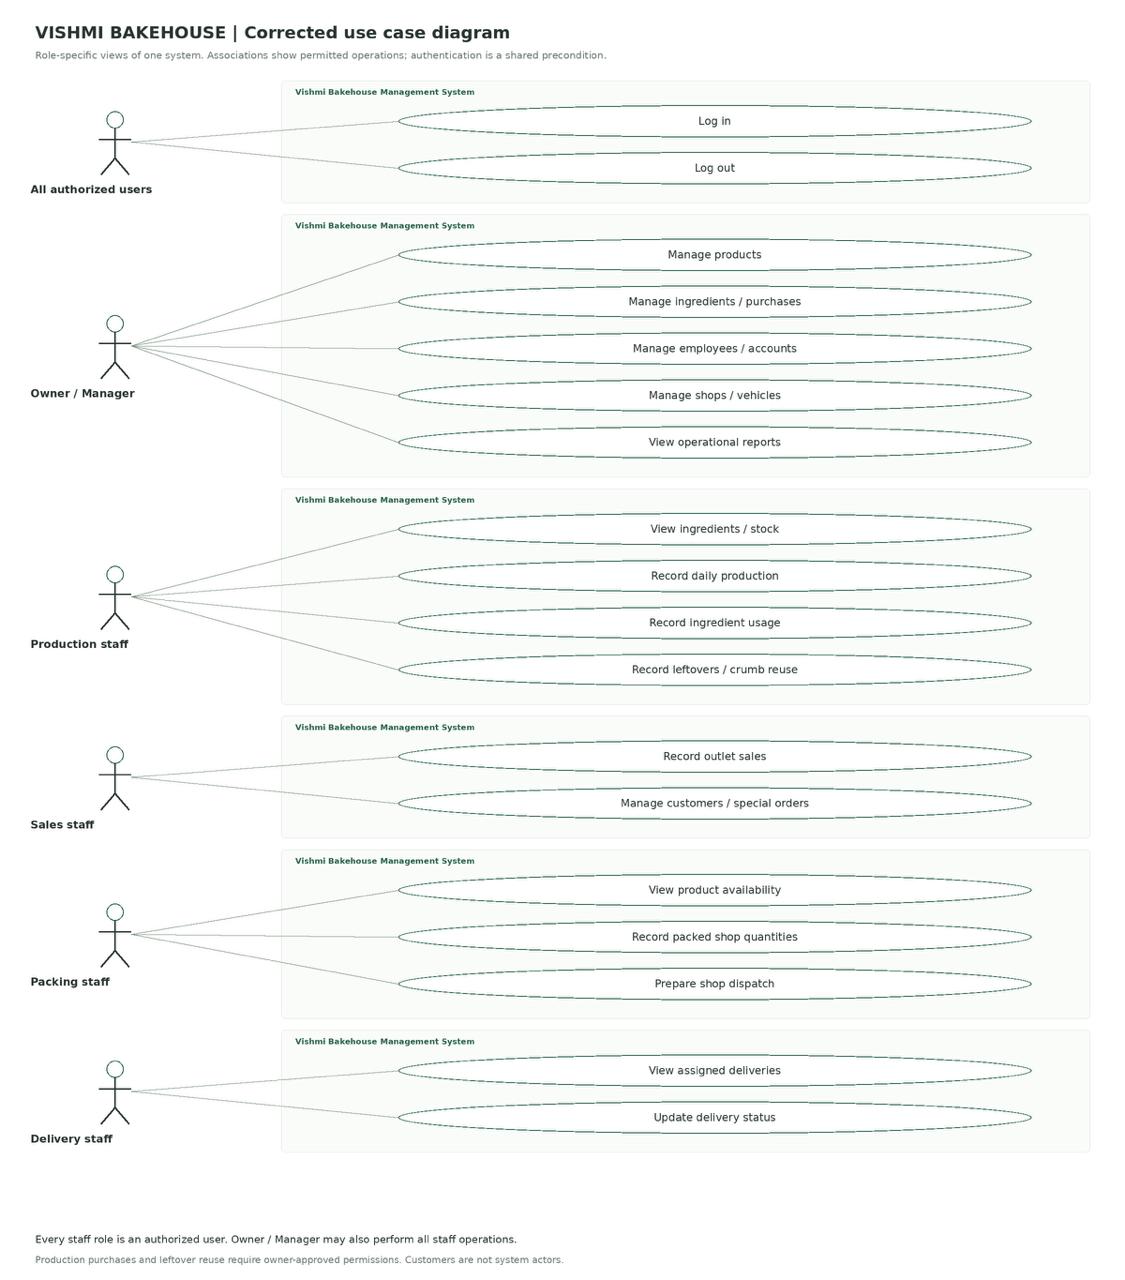 VISHMI BAKEHOUSE | Corrected use case diagram
Role-specific views of one system. Associations show permitted operations; authentication is a shared precondition.
Vishmi Bakehouse Management System
Log in
Log out
All authorized users
Vishmi Bakehouse Management System
Manage products
Manage ingredients / purchases
Manage employees / accounts
Manage shops / vehicles
View operational reports
Owner / Manager
Vishmi Bakehouse Management System
View ingredients / stock
Record daily production
Record ingredient usage
Record leftovers / crumb reuse
Production staff
Vishmi Bakehouse Management System
Record outlet sales
Manage customers / special orders
Sales staff
Vishmi Bakehouse Management System
View product availability
Record packed shop quantities
Prepare shop dispatch
Packing staff
Vishmi Bakehouse Management System
View assigned deliveries
Update delivery status
Delivery staff
Every staff role is an authorized user. Owner / Manager may also perform all staff operations.
Production purchases and leftover reuse require owner-approved permissions. Customers are not system actors.